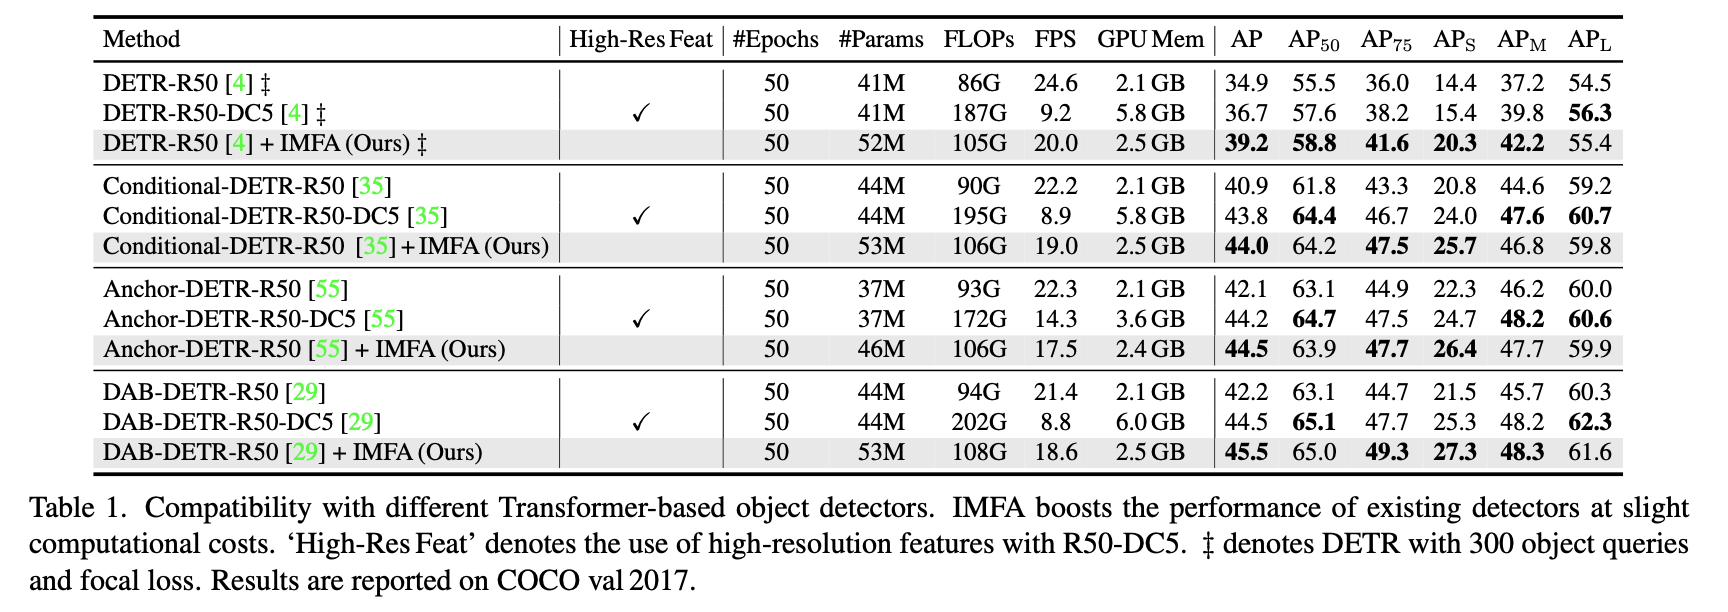 Method High-Res Feat #Epochs #Params FLOPs FPS GPU Mem AP AP50 AP75 APS APM APL
DETR-R50 [4] ‡ 50 41M 86G 24.6 2.1 GB 34.9 55.5 36.0 14.4 37.2 54.5
DETR-R50-DC5 [4] ‡ ✓ 50 41M 187G 9.2 5.8 GB 36.7 57.6 38.2 15.4 39.8 56.3
DETR-R50 [4] + IMFA (Ours) ‡ 50 52M 105G 20.0 2.5 GB 39.2 58.8 41.6 20.3 42.2 55.4
Conditional-DETR-R50 [35] 50 44M 90G 22.2 2.1 GB 40.9 61.8 43.3 20.8 44.6 59.2
Conditional-DETR-R50-DC5 [35] ✓ 50 44M 195G 8.9 5.8 GB 43.8 64.4 46.7 24.0 47.6 60.7
Conditional-DETR-R50 [35] + IMFA (Ours) 50 53M 106G 19.0 2.5 GB 44.0 64.2 47.5 25.7 46.8 59.8
Anchor-DETR-R50 [55] 50 37M 93G 22.3 2.1 GB 42.1 63.1 44.9 22.3 46.2 60.0
Anchor-DETR-R50-DC5 [55] ✓ 50 37M 172G 14.3 3.6 GB 44.2 64.7 47.5 24.7 48.2 60.6
Anchor-DETR-R50 [55] + IMFA (Ours) 50 46M 106G 17.5 2.4 GB 44.5 63.9 47.7 26.4 47.7 59.9
DAB-DETR-R50 [29] 50 44M 94G 21.4 2.1 GB 42.2 63.1 44.7 21.5 45.7 60.3
DAB-DETR-R50-DC5 [29] ✓ 50 44M 202G 8.8 6.0 GB 44.5 65.1 47.7 25.3 48.2 62.3
DAB-DETR-R50 [29] + IMFA (Ours) 50 53M 108G 18.6 2.5 GB 45.5 65.0 49.3 27.3 48.3 61.6
Table 1. Compatibility with different Transformer-based object detectors. IMFA boosts the performance of existing detectors at slight
computational costs. ‘High-Res Feat’ denotes the use of high-resolution features with R50-DC5. ‡ denotes DETR with 300 object queries
and focal loss. Results are reported on COCO val 2017.